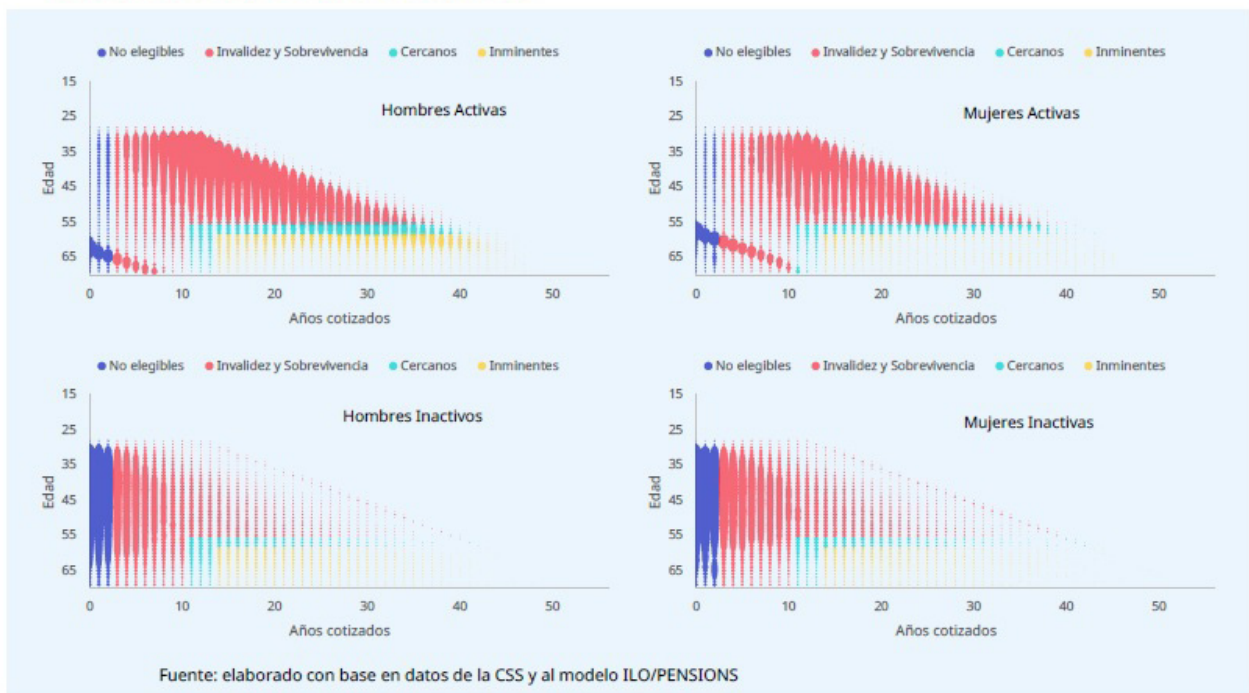 No elegibles Invalidez y Sobrevivencia Cercanos Inminentes
Hombres Activas
15
25
35
45
55
65
Edad
0 10 20 30 40 50
Años cotizados
No elegibles Invalidez y Sobrevivencia Cercanos Inminentes
Mujeres Activas
15
25
35
45
55
65
Edad
0 10 20 30 40 50
Años cotizados
No elegibles Invalidez y Sobrevivencia Cercanos Inminentes
Hombres Inactivos
15
25
35
45
55
65
Edad
0 10 20 30 40 50
Años cotizados
No elegibles Invalidez y Sobrevivencia Cercanos Inminentes
Mujeres Inactivas
15
25
35
45
55
65
Edad
0 10 20 30 40 50
Años cotizados
Fuente: elaborado con base en datos de la CSS y al modelo ILO/PENSIONS